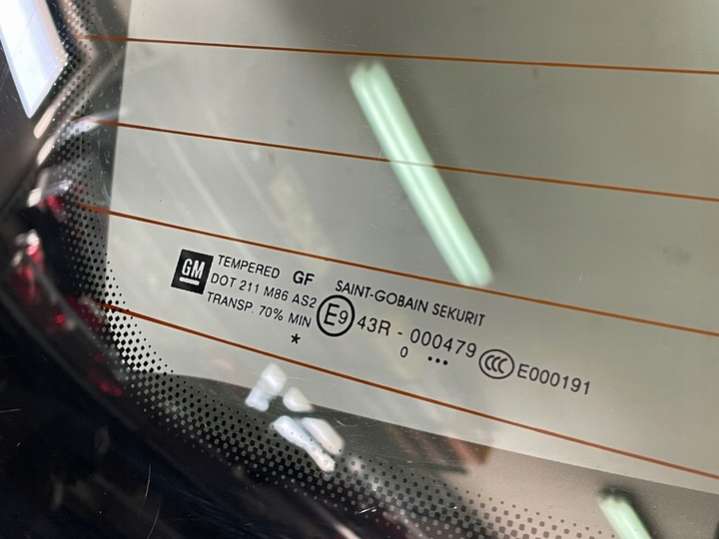 GM
TEMPERED GF SAINT-GOBAIN SEKURIT
DOT 211 M86 AS2 E9 43R - 000479 CCC E000191
TRANSP. 70% MIN 0 •••
*